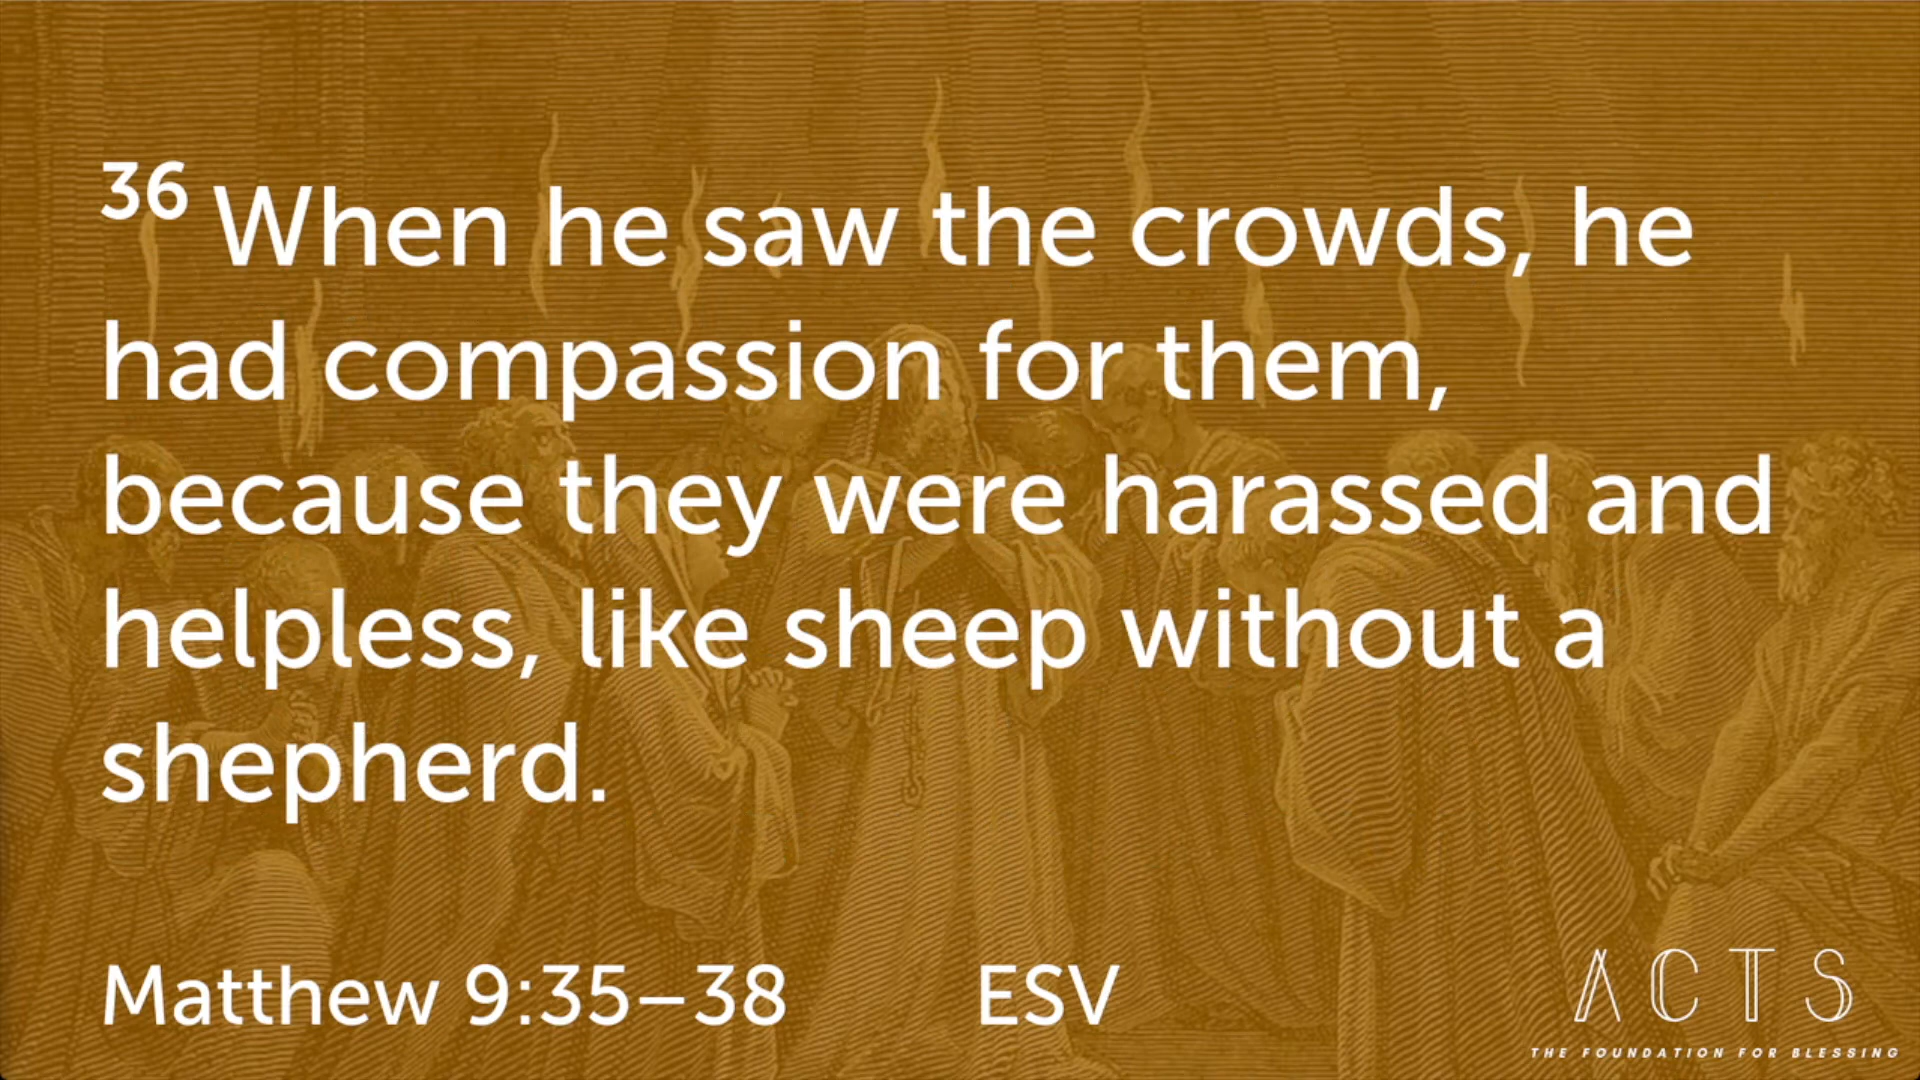 36 When he saw the crowds, he
had compassion for them,
because they were harassed and
helpless, like sheep without a
shepherd.
Matthew 9:35–38 ESV
ACTS
THE FOUNDATION FOR BLESSING